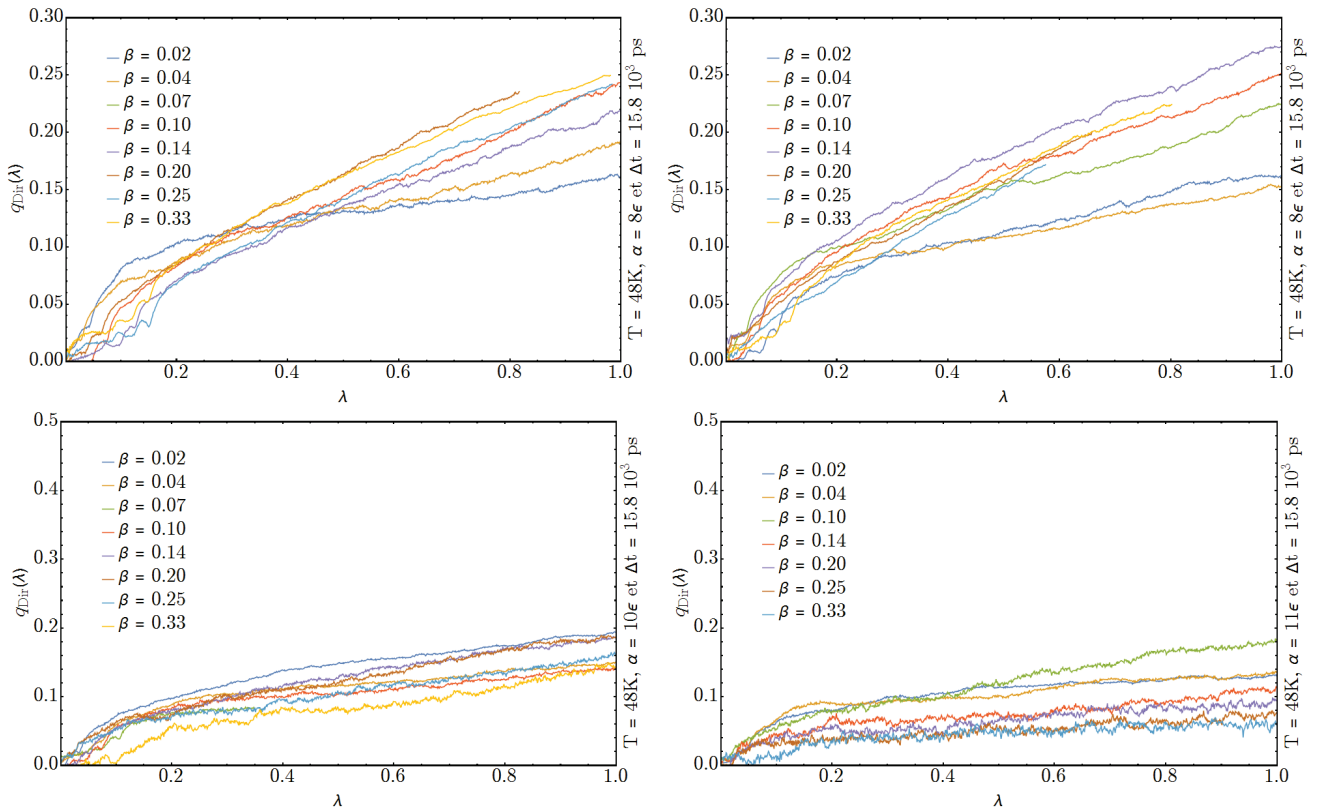 0.30
0.25
0.20
0.15
0.10
0.05
0.00
q_Dir(λ)
β = 0.02
β = 0.04
β = 0.07
β = 0.10
β = 0.14
β = 0.20
β = 0.25
β = 0.33
0.2 0.4 0.6 0.8 1.0
λ
T = 48K, α = 8ϵ et Δt = 15.8 10³ ps
0.30
0.25
0.20
0.15
0.10
0.05
0.00
q_Dir(λ)
β = 0.02
β = 0.04
β = 0.07
β = 0.10
β = 0.14
β = 0.20
β = 0.25
β = 0.33
0.2 0.4 0.6 0.8 1.0
λ
T = 48K, α = 8ϵ et Δt = 15.8 10³ ps
0.5
0.4
0.3
0.2
0.1
0.0
q_Dir(λ)
β = 0.02
β = 0.04
β = 0.07
β = 0.10
β = 0.14
β = 0.20
β = 0.25
β = 0.33
0.2 0.4 0.6 0.8 1.0
λ
T = 48K, α = 10ϵ et Δt = 15.8 10³ ps
0.5
0.4
0.3
0.2
0.1
0.0
q_Dir(λ)
β = 0.02
β = 0.04
β = 0.10
β = 0.14
β = 0.20
β = 0.25
β = 0.33
0.2 0.4 0.6 0.8 1.0
λ
T = 48K, α = 11ϵ et Δt = 15.8 10³ ps